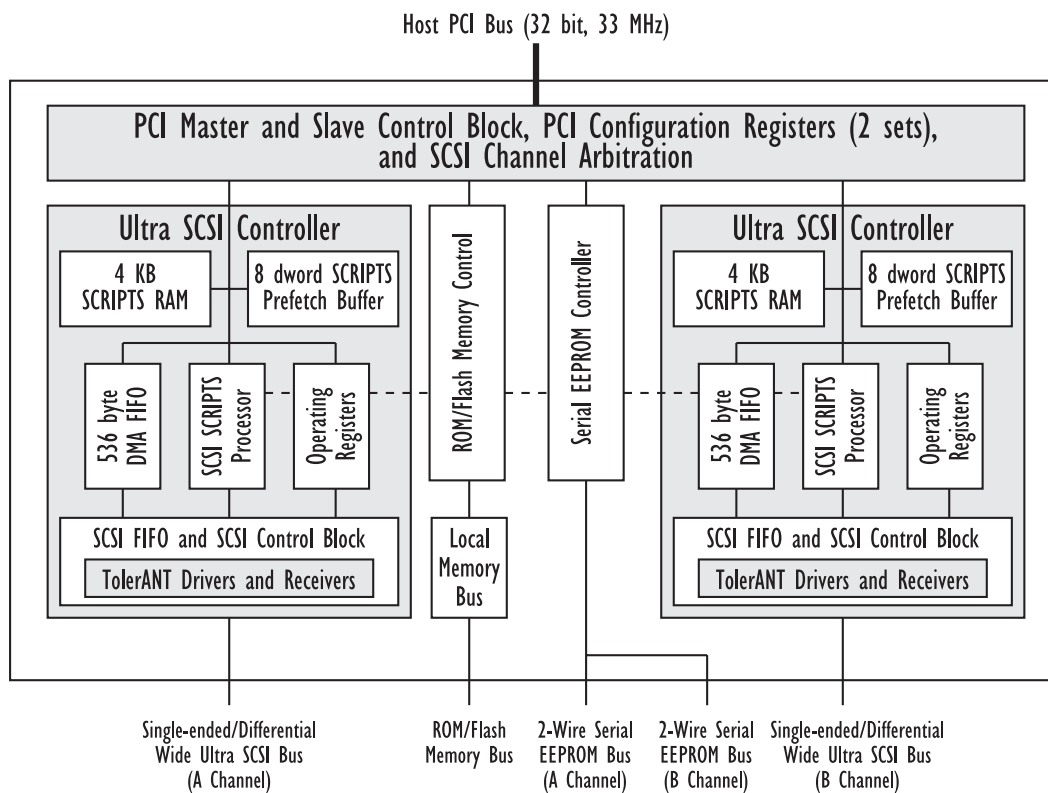 Host PCI Bus (32 bit, 33 MHz)
PCI Master and Slave Control Block, PCI Configuration Registers (2 sets),
and SCSI Channel Arbitration
Ultra SCSI Controller
4 KB
SCRIPTS RAM
8 dword SCRIPTS
Prefetch Buffer
536 byte
DMA FIFO
SCSI SCRIPTS
Processor
Operating
Registers
SCSI FIFO and SCSI Control Block
TolerANT Drivers and Receivers
ROM/Flash Memory Control
Local
Memory
Bus
Serial EEPROM Controller
Ultra SCSI Controller
4 KB
SCRIPTS RAM
8 dword SCRIPTS
Prefetch Buffer
536 byte
DMA FIFO
SCSI SCRIPTS
Processor
Operating
Registers
SCSI FIFO and SCSI Control Block
TolerANT Drivers and Receivers
Single-ended/Differential
Wide Ultra SCSI Bus
(A Channel)
ROM/Flash
Memory Bus
2-Wire Serial
EEPROM Bus
(A Channel)
2-Wire Serial
EEPROM Bus
(B Channel)
Single-ended/Differential
Wide Ultra SCSI Bus
(B Channel)